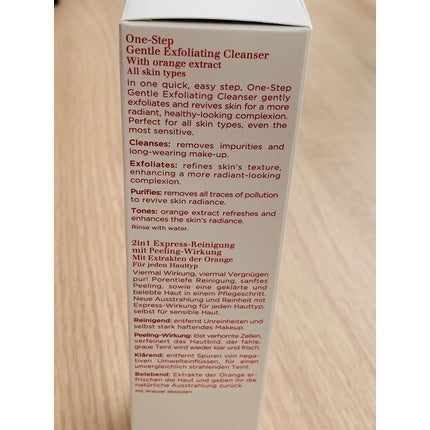 One-Step
Gentle Exfoliating Cleanser
With orange extract
All skin types
In one quick, easy step, One-Step
Gentle Exfoliating Cleanser gently
exfoliates and revives skin for a more
radiant, healthy-looking complexion.
Perfect for all skin types, even the
most sensitive.
Cleanses: removes impurities and
long-wearing make-up.
Exfoliates: refines skin's texture,
enhancing a more radiant-looking
complexion.
Purifies: removes all traces of pollution
to revive skin radiance.
Tones: orange extract refreshes and
enhances the skin's radiance.
Rinse with water.
2in1 Express-Reinigung
mit Peeling-Wirkung
Mit Extrakten der Orange
Für jeden Hauttyp
Viermal Wirkung, viermal Vergnügen
pur! Porentiefe Reinigung, sanftes
Peeling, sowie eine geklärte und
belebte Haut in einem Pflegeschritt.
Neue Ausstrahlung und Reinheit mit
Express-Wirkung für jeden Hauttyp,
selbst für sensible Haut.
Reinigend: entfernt Unreinheiten und
selbst stark haftendes Makeup.
Peeling-Wirkung: löst verhornte Zellen,
verfeinert das Hautbild, der fahle,
graue Teint wird wieder klar und frisch.
Klärend: entfernt Spuren von nega-
tiven Umwelteinflüssen, für einen
unvergleichlich strahlenden Teint.
Belebend: Extrakte der Orange er-
frischen die Haut und geben ihr die
natürliche Ausstrahlung zurück.
Mit Wasser abspülen.